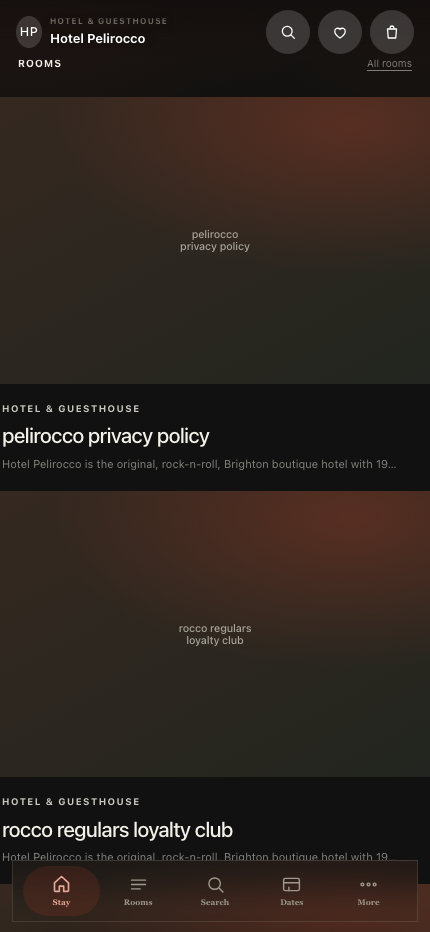 HP
HOTEL & GUESTHOUSE
Hotel Pelirocco
ROOMS
All rooms
pelirocco
privacy policy
HOTEL & GUESTHOUSE
pelirocco privacy policy
Hotel Pelirocco is the original, rock-n-roll, Brighton boutique hotel with 19...
rocco regulars
loyalty club
HOTEL & GUESTHOUSE
rocco regulars loyalty club
Hotel Pelirocco is the original, rock-n-roll, Brighton boutique hotel with 19...
Stay
Rooms
Search
Dates
More